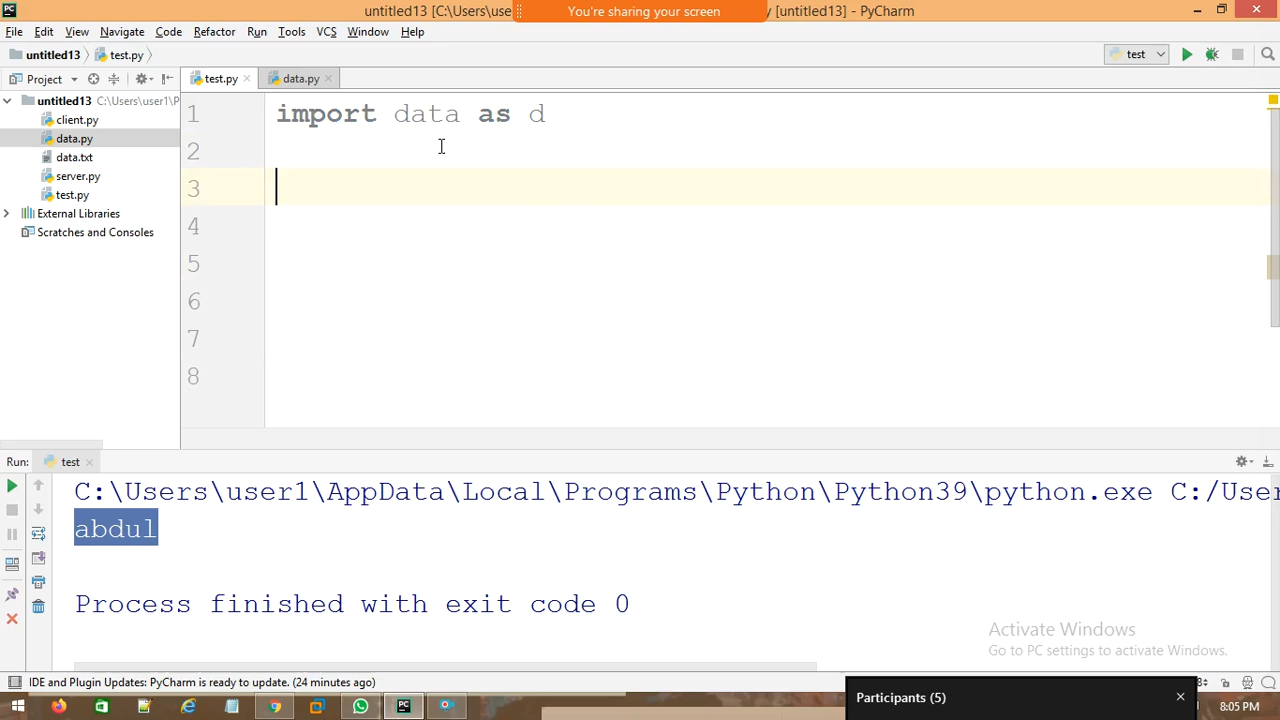 untitled13 [C:\Users\use
You're sharing your screen
y [untitled13] - PyCharm
File Edit View Navigate Code Refactor Run Tools VCS Window Help
untitled13 test.py
test
Project
test.py
data.py
untitled13 C:\Users\user1\P
client.py
data.py
data.txt
server.py
test.py
External Libraries
Scratches and Consoles
1 import data as d
2
3
4
5
6
7
8
Run: test
C:\Users\user1\AppData\Local\Programs\Python\Python39\python.exe C:/User
abdul
Process finished with exit code 0
Activate Windows
Go to PC settings to activate Windows.
IDE and Plugin Updates: PyCharm is ready to update. (24 minutes ago)
Participants (5)
8:05 PM